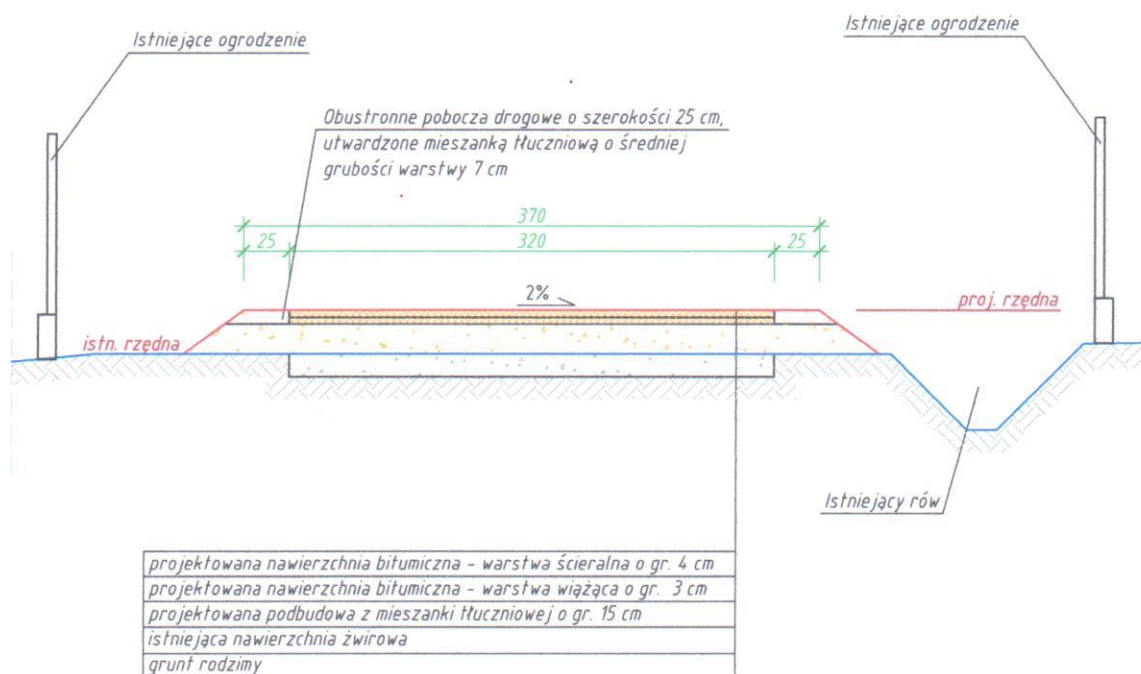 Istniejące ogrodzenie
Istniejące ogrodzenie
Obustronne pobocza drogowe o szerokości 25 cm,
utwardzone mieszanką tłuczniową o średniej
grubości warstwy 7 cm
370
25
320
25
2%
proj. rzędna
istn. rzędna
Istniejący rów
projektowana nawierzchnia bitumiczna - warstwa ścieralna o gr. 4 cm
projektowana nawierzchnia bitumiczna - warstwa wiążąca o gr. 3 cm
projektowana podbudowa z mieszanki tłuczniowej o gr. 15 cm
istniejąca nawierzchnia żwirowa
grunt rodzimy